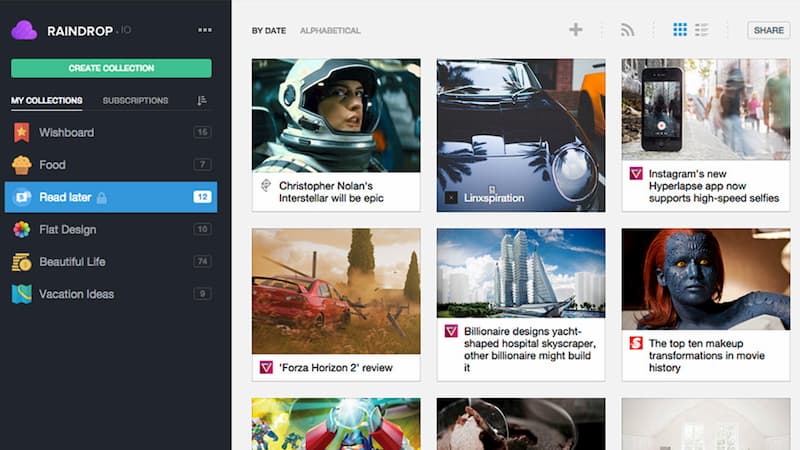 RAINDROP.IO
CREATE COLLECTION
MY COLLECTIONS SUBSCRIPTIONS
Wishboard 16
Food 7
Read later 12
Flat Design 10
Beautiful Life 74
Vacation Ideas 9
BY DATE ALPHABETICAL SHARE
Christopher Nolan's
Interstellar will be epic
Linxspiration
Instagram's new
Hyperlapse app now
supports high-speed selfies
'Forza Horizon 2' review
Billionaire designs yacht-
shaped hospital skyscraper,
other billionaire might build
it
The top ten makeup
transformations in movie
history